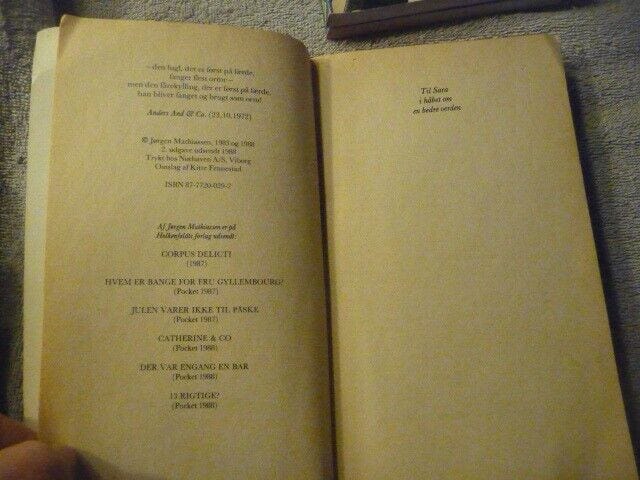 —den fugl, der er først på færde,
fanger flest orme—
men den fårekylling, der er først på færde,
han bliver fanget og brugt som orm!
Anders And & Co. (23.10.1972)
© Jørgen Mathiassen, 1983 og 1988
2. udgave udsendt 1988
Trykt hos Nørhaven A/S, Viborg
Omslag af Kitte Fennestad
ISBN 87-7720-029-2
Af Jørgen Mathiassen er på
Holkenfeldts forlag udsendt:
CORPUS DELICTI
(1987)
HVEM ER BANGE FOR FRU GYLLEMBOURG?
(Pocket 1987)
JULEN VARER IKKE TIL PÅSKE
(Pocket 1987)
CATHERINE & CO
(Pocket 1988)
DER VAR ENGANG EN BAR
(Pocket 1988)
13 RIGTIGE?
(Pocket 1988)
Til Sara
i håbet om
en bedre verden